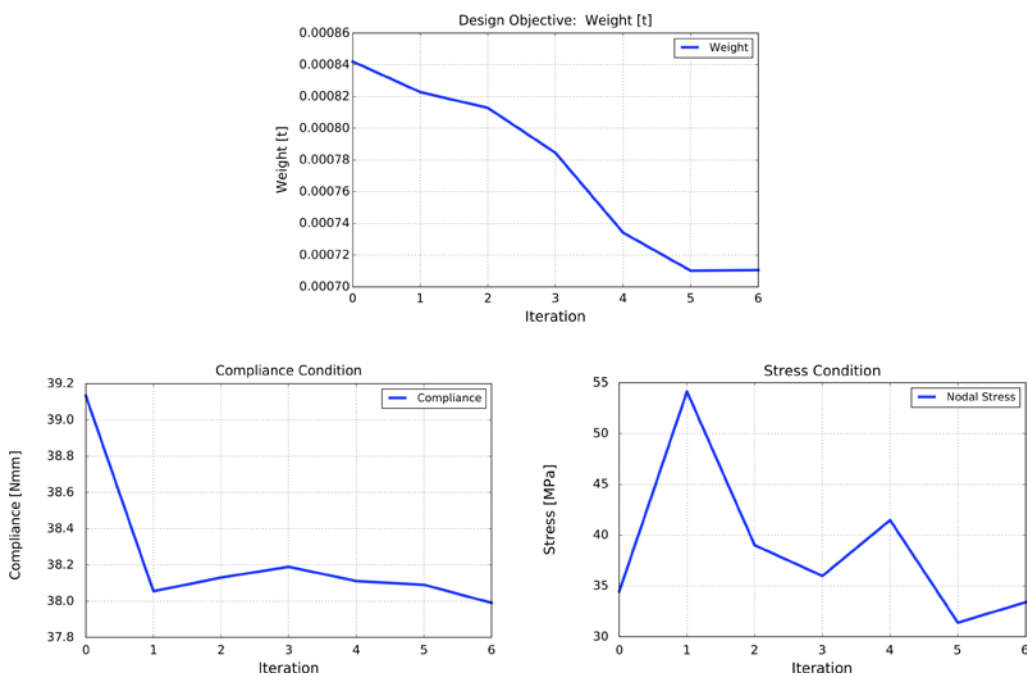 Design Objective:  Weight [t]
0.00086
0.00084
0.00082
0.00080
0.00078
0.00076
0.00074
0.00072
0.00070
Weight [t]
Weight
0 1 2 3 4 5 6
Iteration
Compliance Condition
39.2
39.0
38.8
38.6
38.4
38.2
38.0
37.8
Compliance [Nmm]
Compliance
0 1 2 3 4 5 6
Iteration
Stress Condition
55
50
45
40
35
30
Stress [MPa]
Nodal Stress
0 1 2 3 4 5 6
Iteration